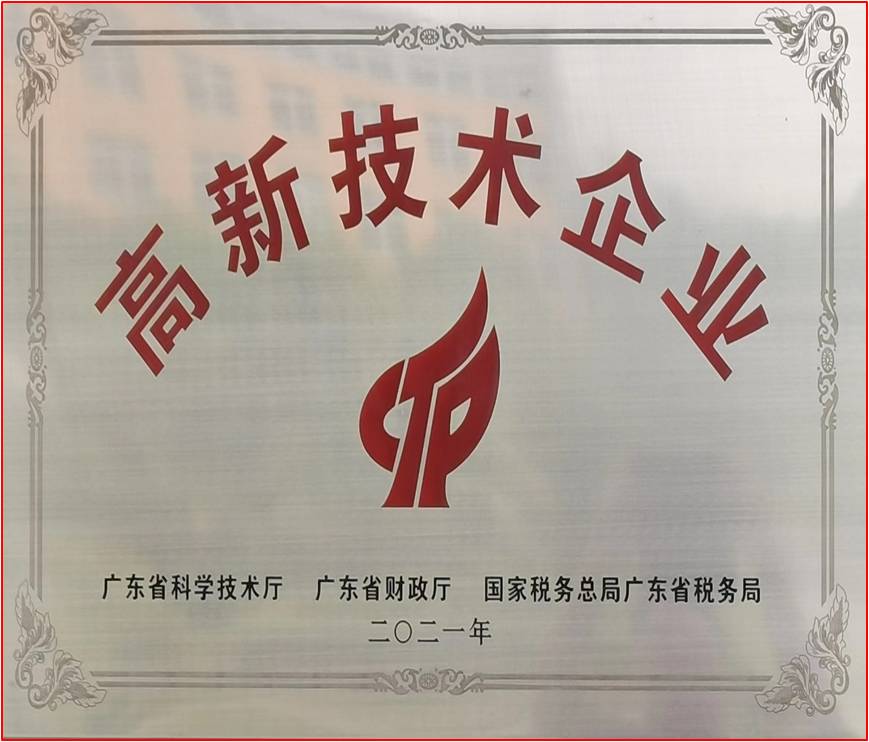 高新技术企业
广东省科学技术厅 广东省财政厅 国家税务总局广东省税务局
二〇二一年